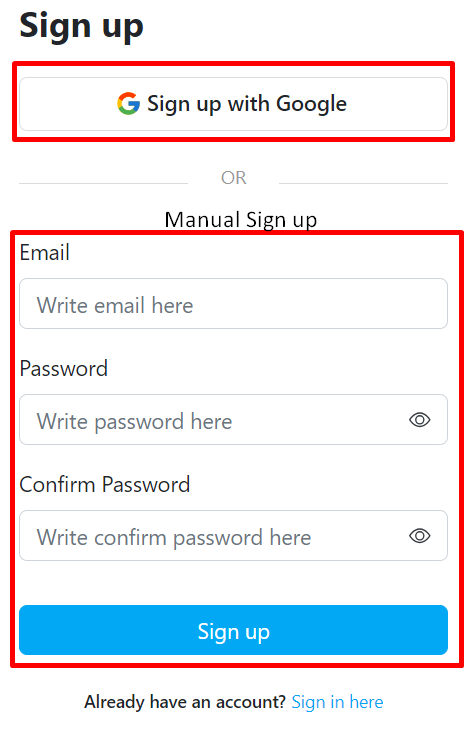 Sign up
Sign up with Google
OR
Manual Sign up
Email
Write email here
Password
Write password here
Confirm Password
Write confirm password here
Sign up
Already have an account? Sign in here